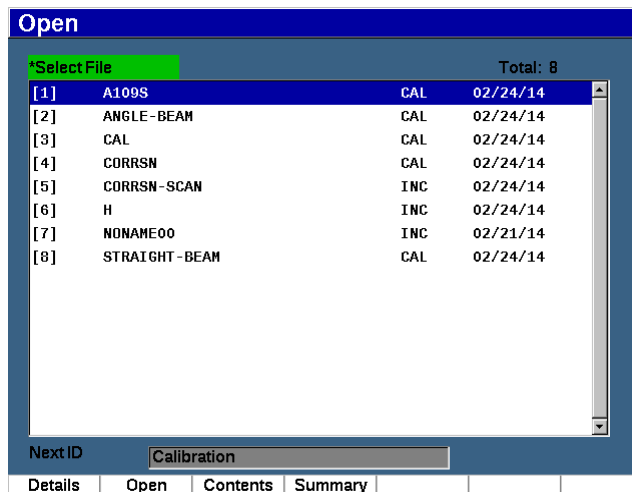 Open
*Select File Total: 8
[1] A109S CAL 02/24/14
[2] ANGLE-BEAM CAL 02/24/14
[3] CAL CAL 02/24/14
[4] CORRSN CAL 02/24/14
[5] CORRSN-SCAN INC 02/24/14
[6] H INC 02/24/14
[7] NONAME00 INC 02/21/14
[8] STRAIGHT-BEAM CAL 02/24/14
Next ID Calibration
Details Open Contents Summary